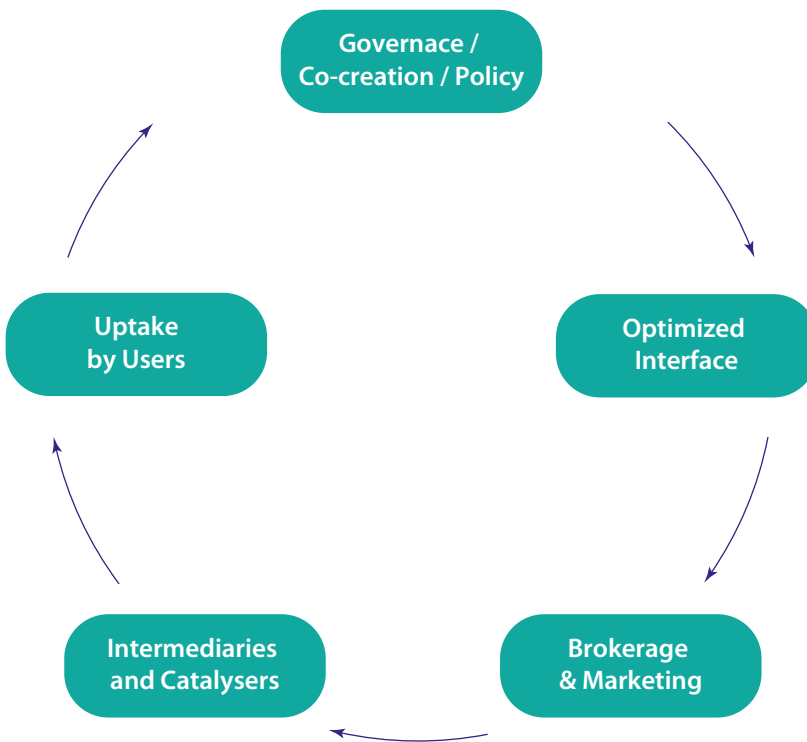 Governace /
Co-creation / Policy
Optimized
Interface
Brokerage
& Marketing
Intermediaries
and Catalysers
Uptake
by Users